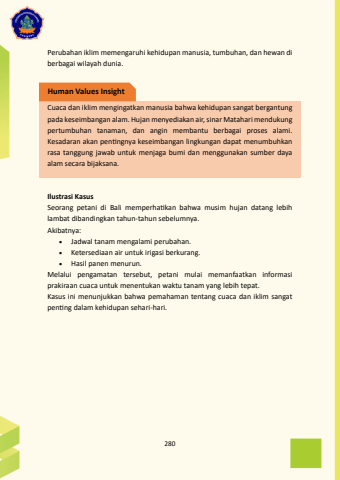 Perubahan iklim memengaruhi kehidupan manusia, tumbuhan, dan hewan di
berbagai wilayah dunia.
Human Values Insight
Cuaca dan iklim mengingatkan manusia bahwa kehidupan sangat bergantung
pada keseimbangan alam. Hujan menyediakan air, sinar Matahari mendukung
pertumbuhan tanaman, dan angin membantu berbagai proses alami.
Kesadaran akan pentingnya keseimbangan lingkungan dapat menumbuhkan
rasa tanggung jawab untuk menjaga bumi dan menggunakan sumber daya
alam secara bijaksana.
Ilustrasi Kasus
Seorang petani di Bali memperhatikan bahwa musim hujan datang lebih
lambat dibandingkan tahun-tahun sebelumnya.
Akibatnya:
• Jadwal tanam mengalami perubahan.
• Ketersediaan air untuk irigasi berkurang.
• Hasil panen menurun.
Melalui pengamatan tersebut, petani mulai memanfaatkan informasi
prakiraan cuaca untuk menentukan waktu tanam yang lebih tepat.
Kasus ini menunjukkan bahwa pemahaman tentang cuaca dan iklim sangat
penting dalam kehidupan sehari-hari.
280